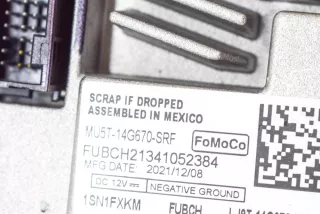 SCRAP IF DROPPED
ASSEMBLED IN MEXICO
MU5T-14G670-SRF
FoMoCo
FUBCH21341052384
MFG DATE: 2021/12/08
DC 12V NEGATIVE GROUND
1SN1FXKM FUBCH